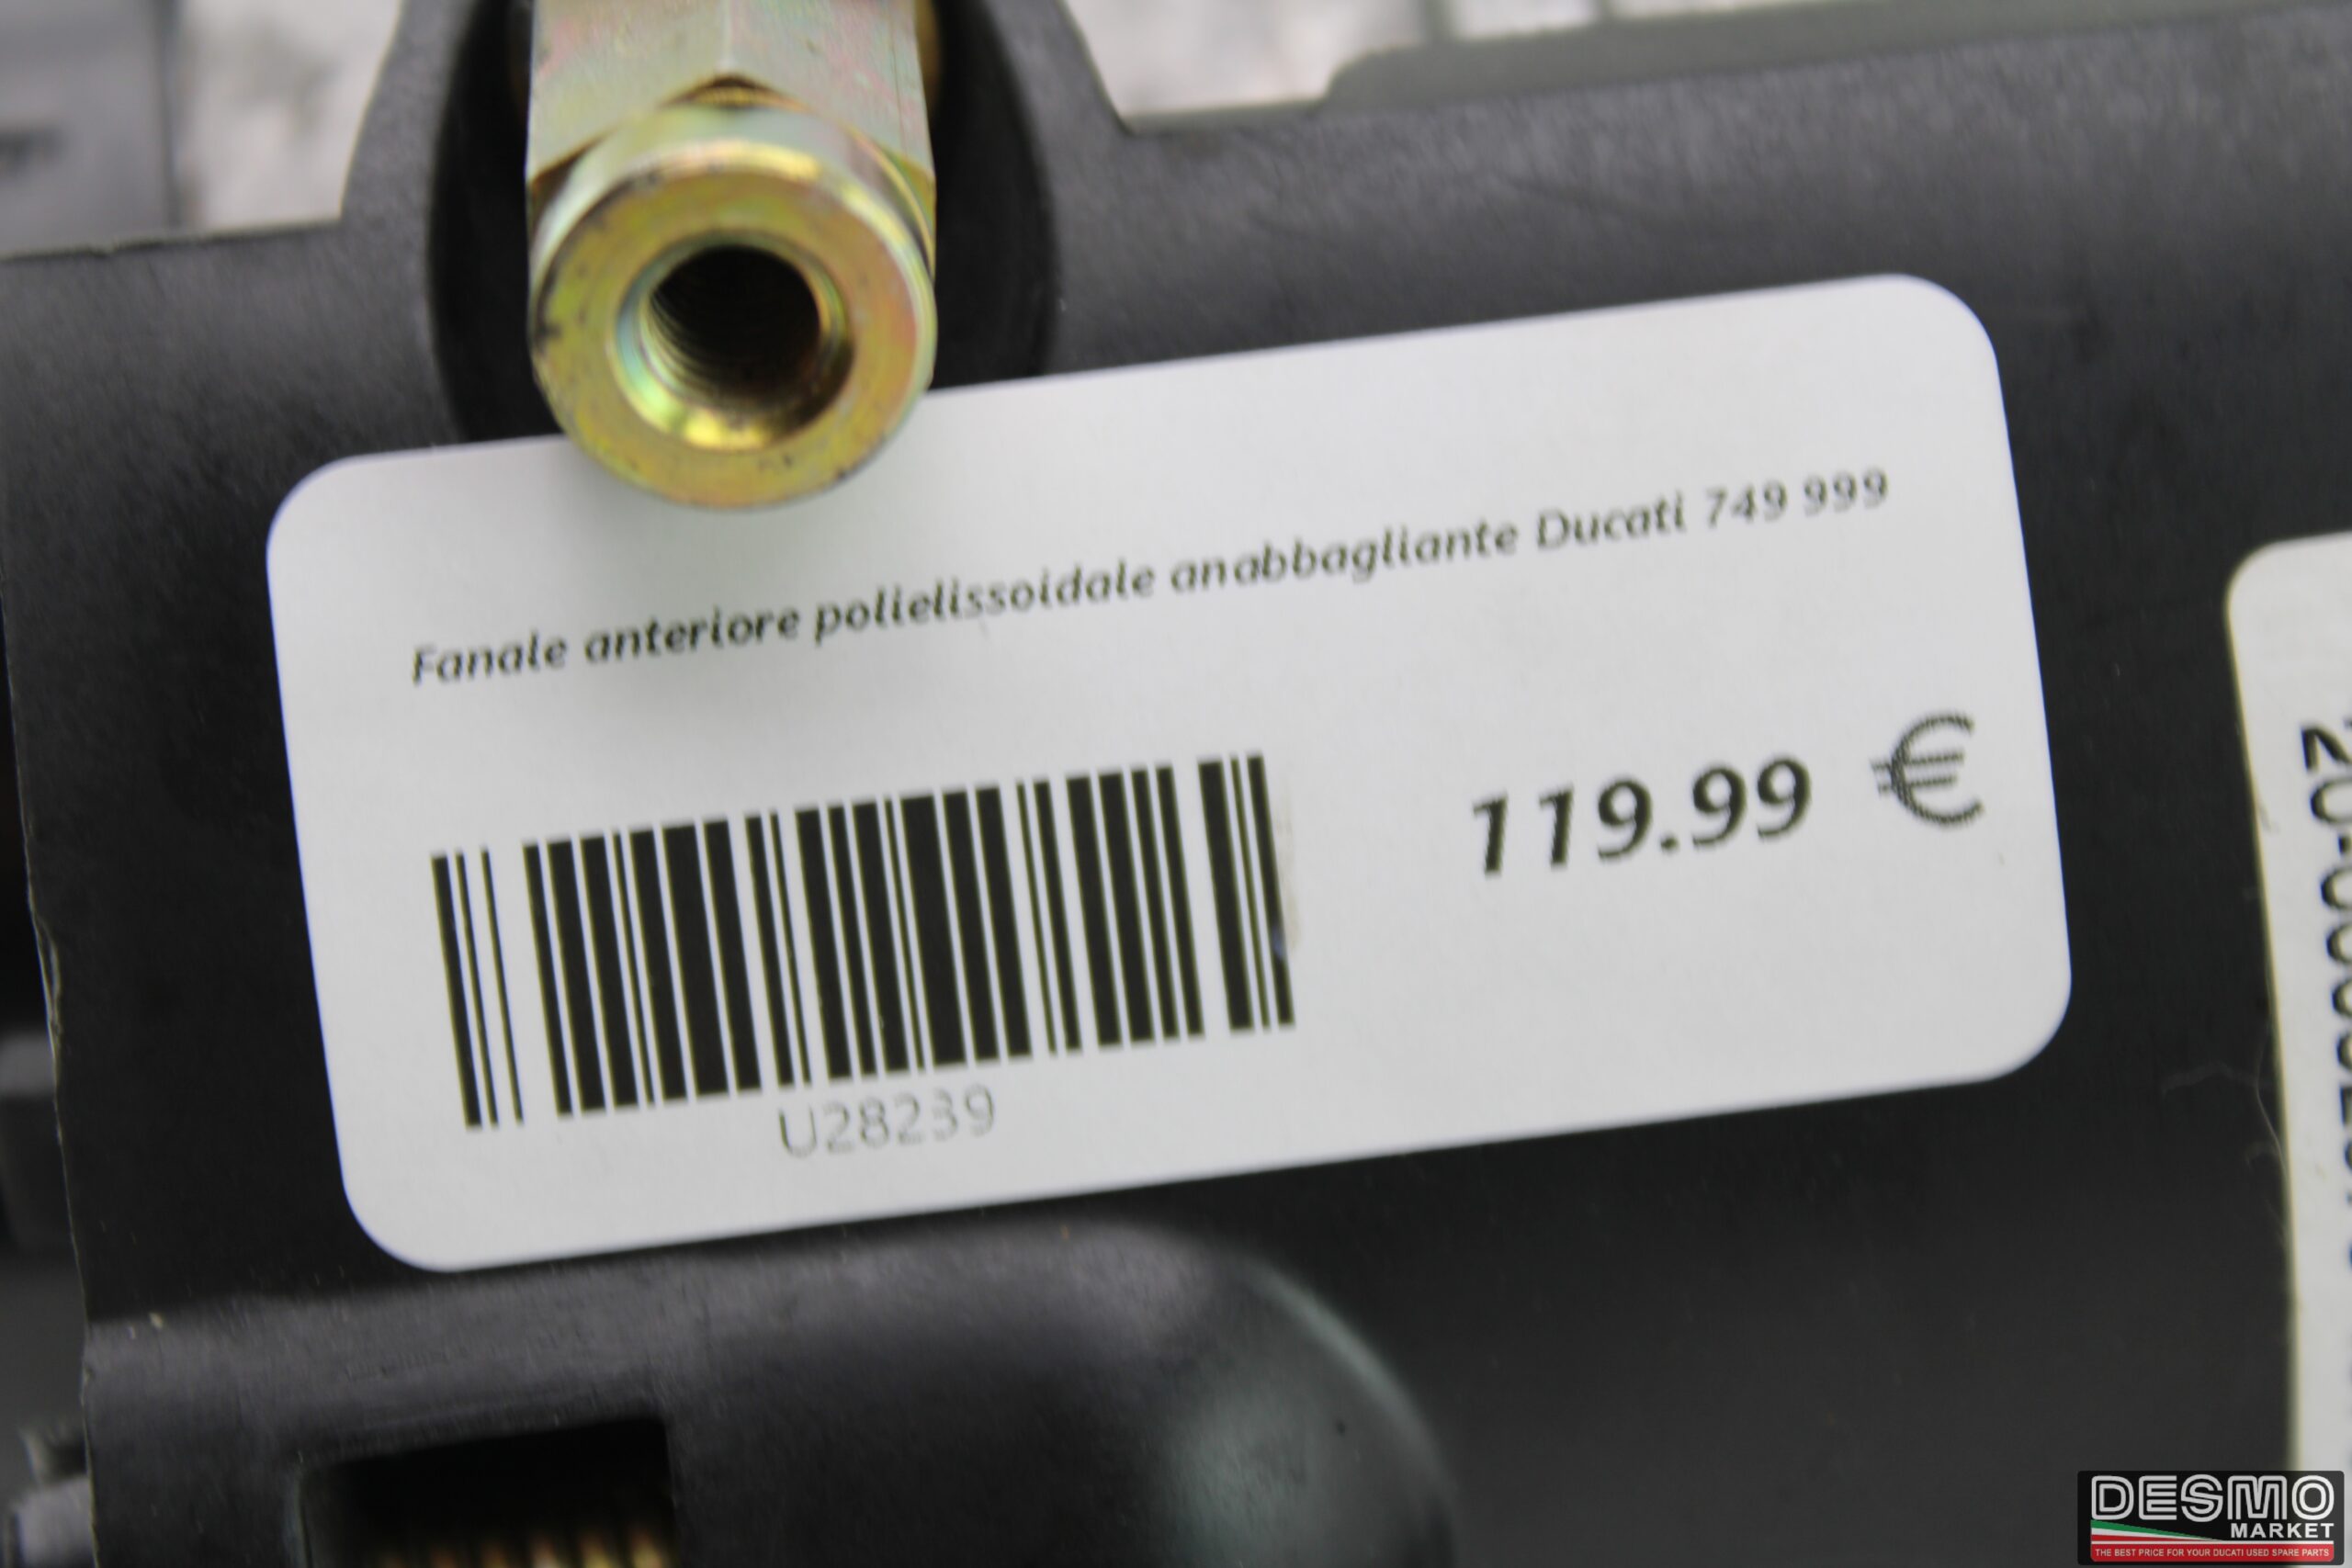 Fanale anteriore polielissoidale anabbagliante Ducati 749 999
119.99 €
U28239
DESMO
MARKET
THE BEST PRICE FOR YOUR DUCATI USED SPARE PARTS